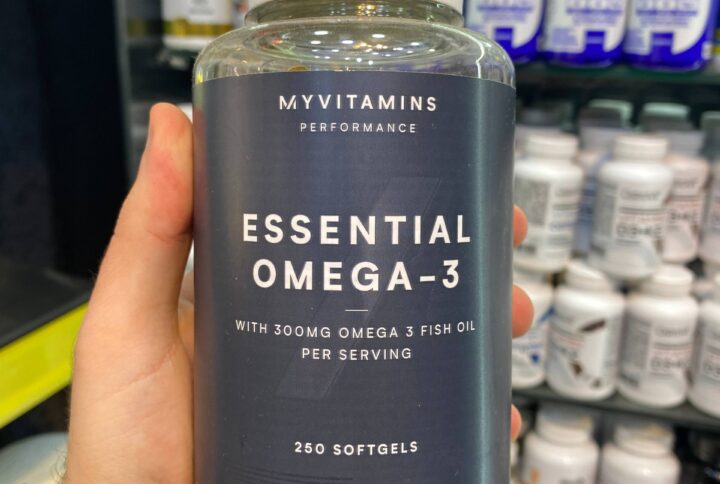 MYVITAMINS
PERFORMANCE
ESSENTIAL
OMEGA-3
WITH 300MG OMEGA 3 FISH OIL
PER SERVING
250 SOFTGELS